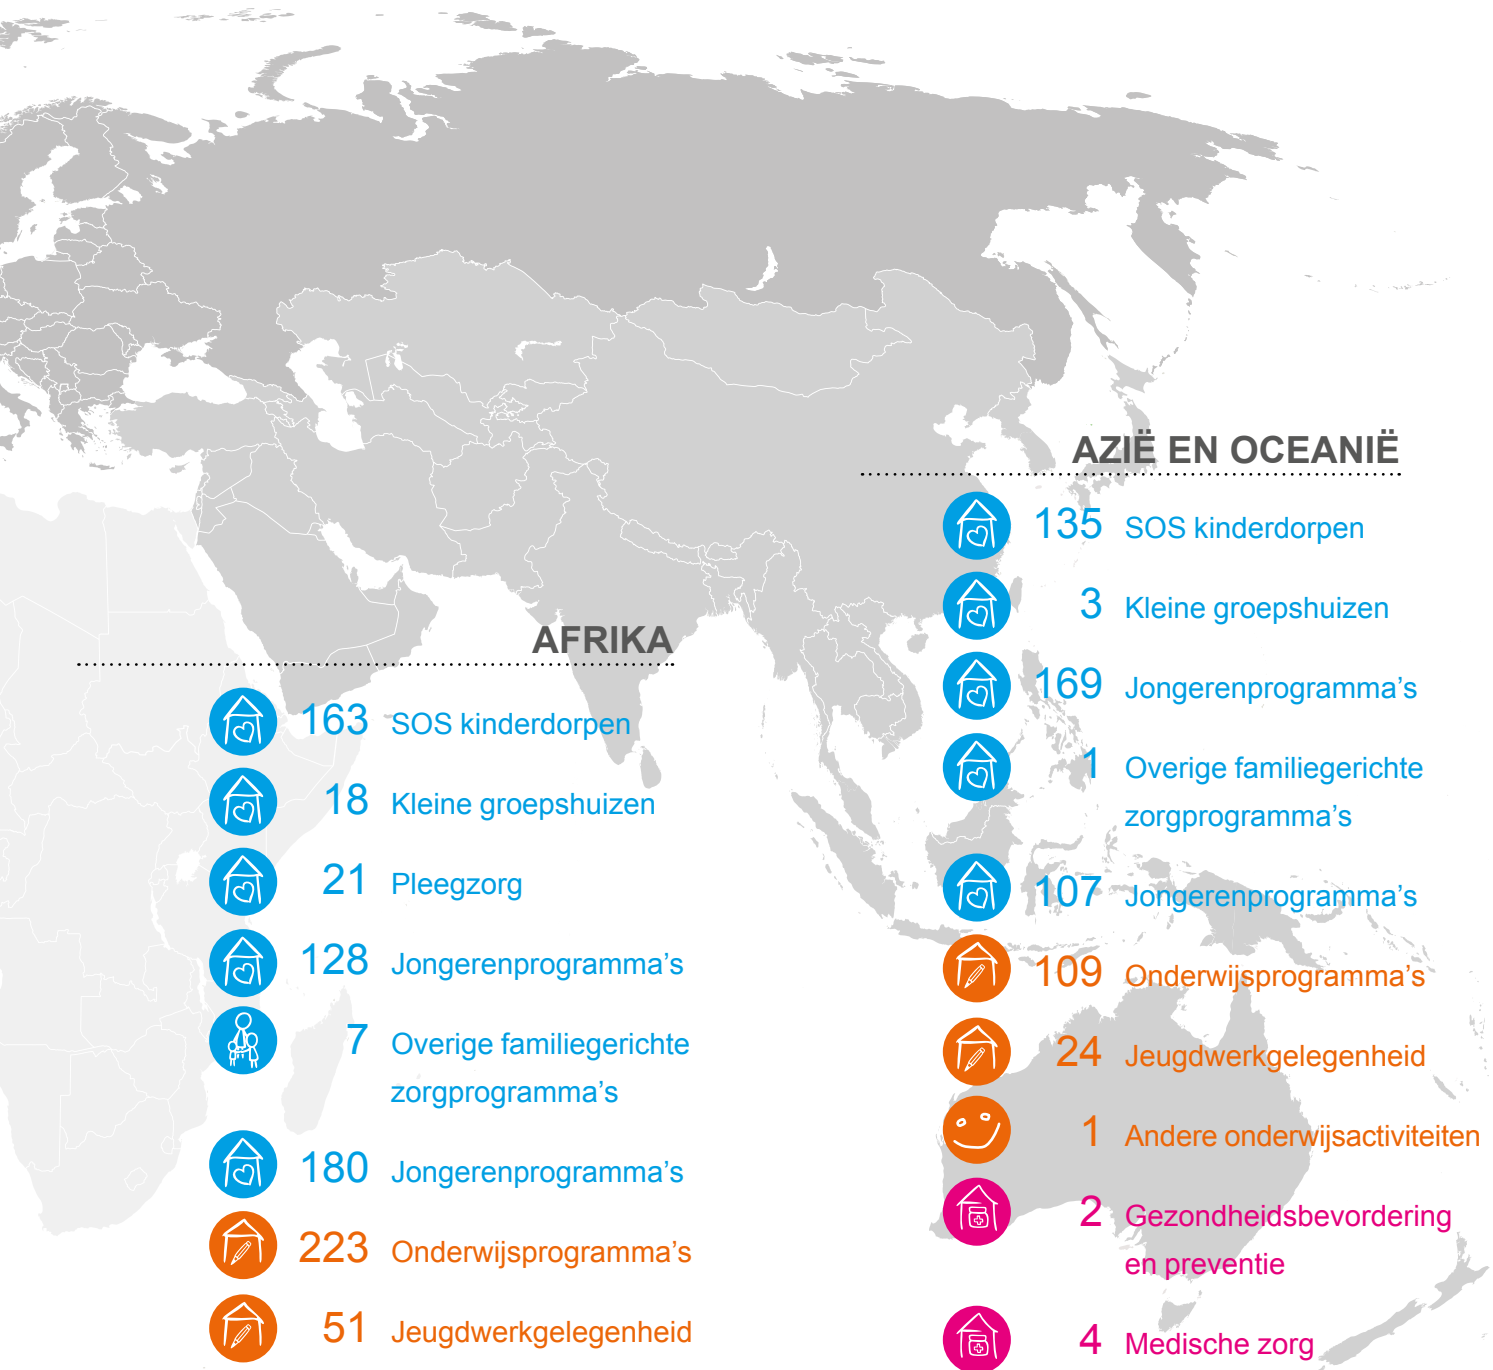 AFRIKA
163 SOS kinderdorpen
18 Kleine groepshuizen
21 Pleegzorg
128 Jongerenprogramma’s
7 Overige familiegerichte
zorgprogramma’s
180 Jongerenprogramma’s
223 Onderwijsprogramma’s
51 Jeugdwerkgelegenheid
AZIË EN OCEANIË
135 SOS kinderdorpen
3 Kleine groepshuizen
169 Jongerenprogramma’s
1 Overige familiegerichte
zorgprogramma’s
107 Jongerenprogramma’s
109 Onderwijsprogramma’s
24 Jeugdwerkgelegenheid
1 Andere onderwijsactiviteiten
2 Gezondheidsbevordering
en preventie
4 Medische zorg